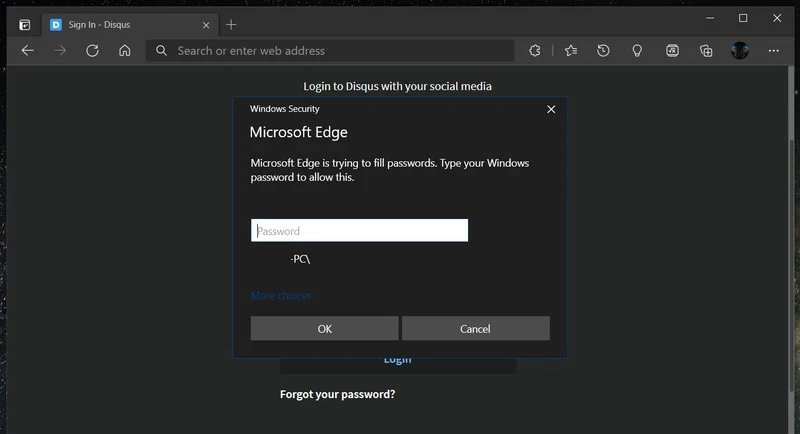 Sign In - Disqus
Search or enter web address
Login to Disqus with your social media
Windows Security
Microsoft Edge
Microsoft Edge is trying to fill passwords. Type your Windows
password to allow this.
Password
-PC\
More choices
OK
Cancel
Login
Forgot your password?